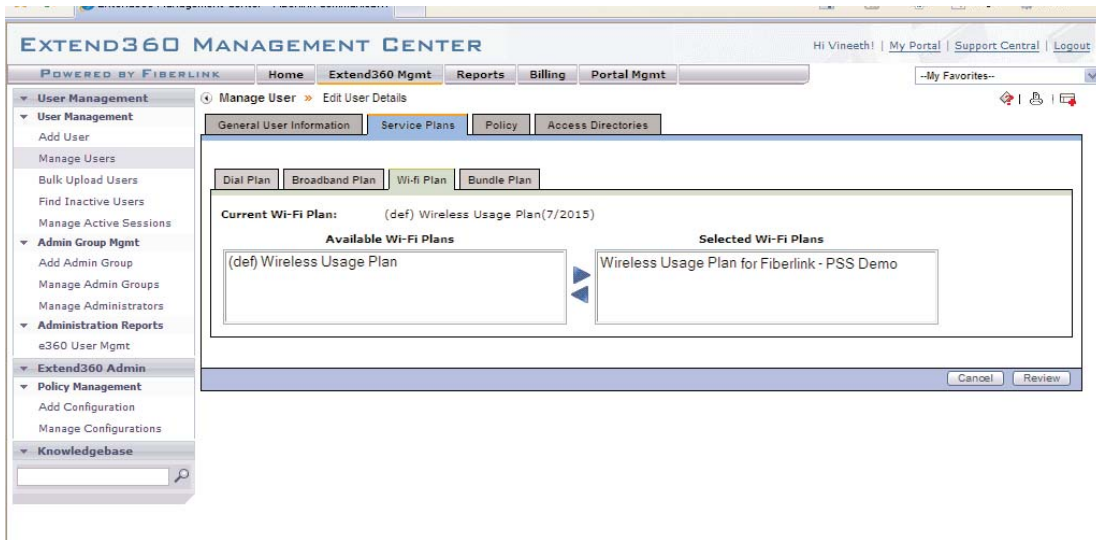 EXTEND360 MANAGEMENT CENTER
Hi Vineeth! | My Portal | Support Central | Logout
POWERED BY FIBERLINK
Home
Extend360 Mgmt
Reports
Billing
Portal Mgmt
--My Favorites--
User Management
User Management
Add User
Manage Users
Bulk Upload Users
Find Inactive Users
Manage Active Sessions
Admin Group Mgmt
Add Admin Group
Manage Admin Groups
Manage Administrators
Administration Reports
e360 User Mgmt
Extend360 Admin
Policy Management
Add Configuration
Manage Configurations
Knowledgebase
Manage User » Edit User Details
General User Information
Service Plans
Policy
Access Directories
Dial Plan
Broadband Plan
Wi-fi Plan
Bundle Plan
Current Wi-Fi Plan: (def) Wireless Usage Plan(7/2015)
Available Wi-Fi Plans
(def) Wireless Usage Plan
Selected Wi-Fi Plans
Wireless Usage Plan for Fiberlink - PSS Demo
Cancel
Review